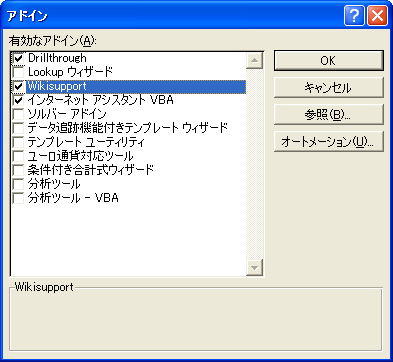 アドイン
有効なアドイン(A):
Drillthrough
Lookup ウィザード
Wikisupport
インターネット アシスタント VBA
ソルバー アドイン
データ追跡機能付きテンプレート ウィザード
テンプレート ユーティリティ
ユーロ通貨対応ツール
条件付き合計式ウィザード
分析ツール
分析ツール - VBA
OK
キャンセル
参照(B)...
オートメーション(U)...
Wikisupport